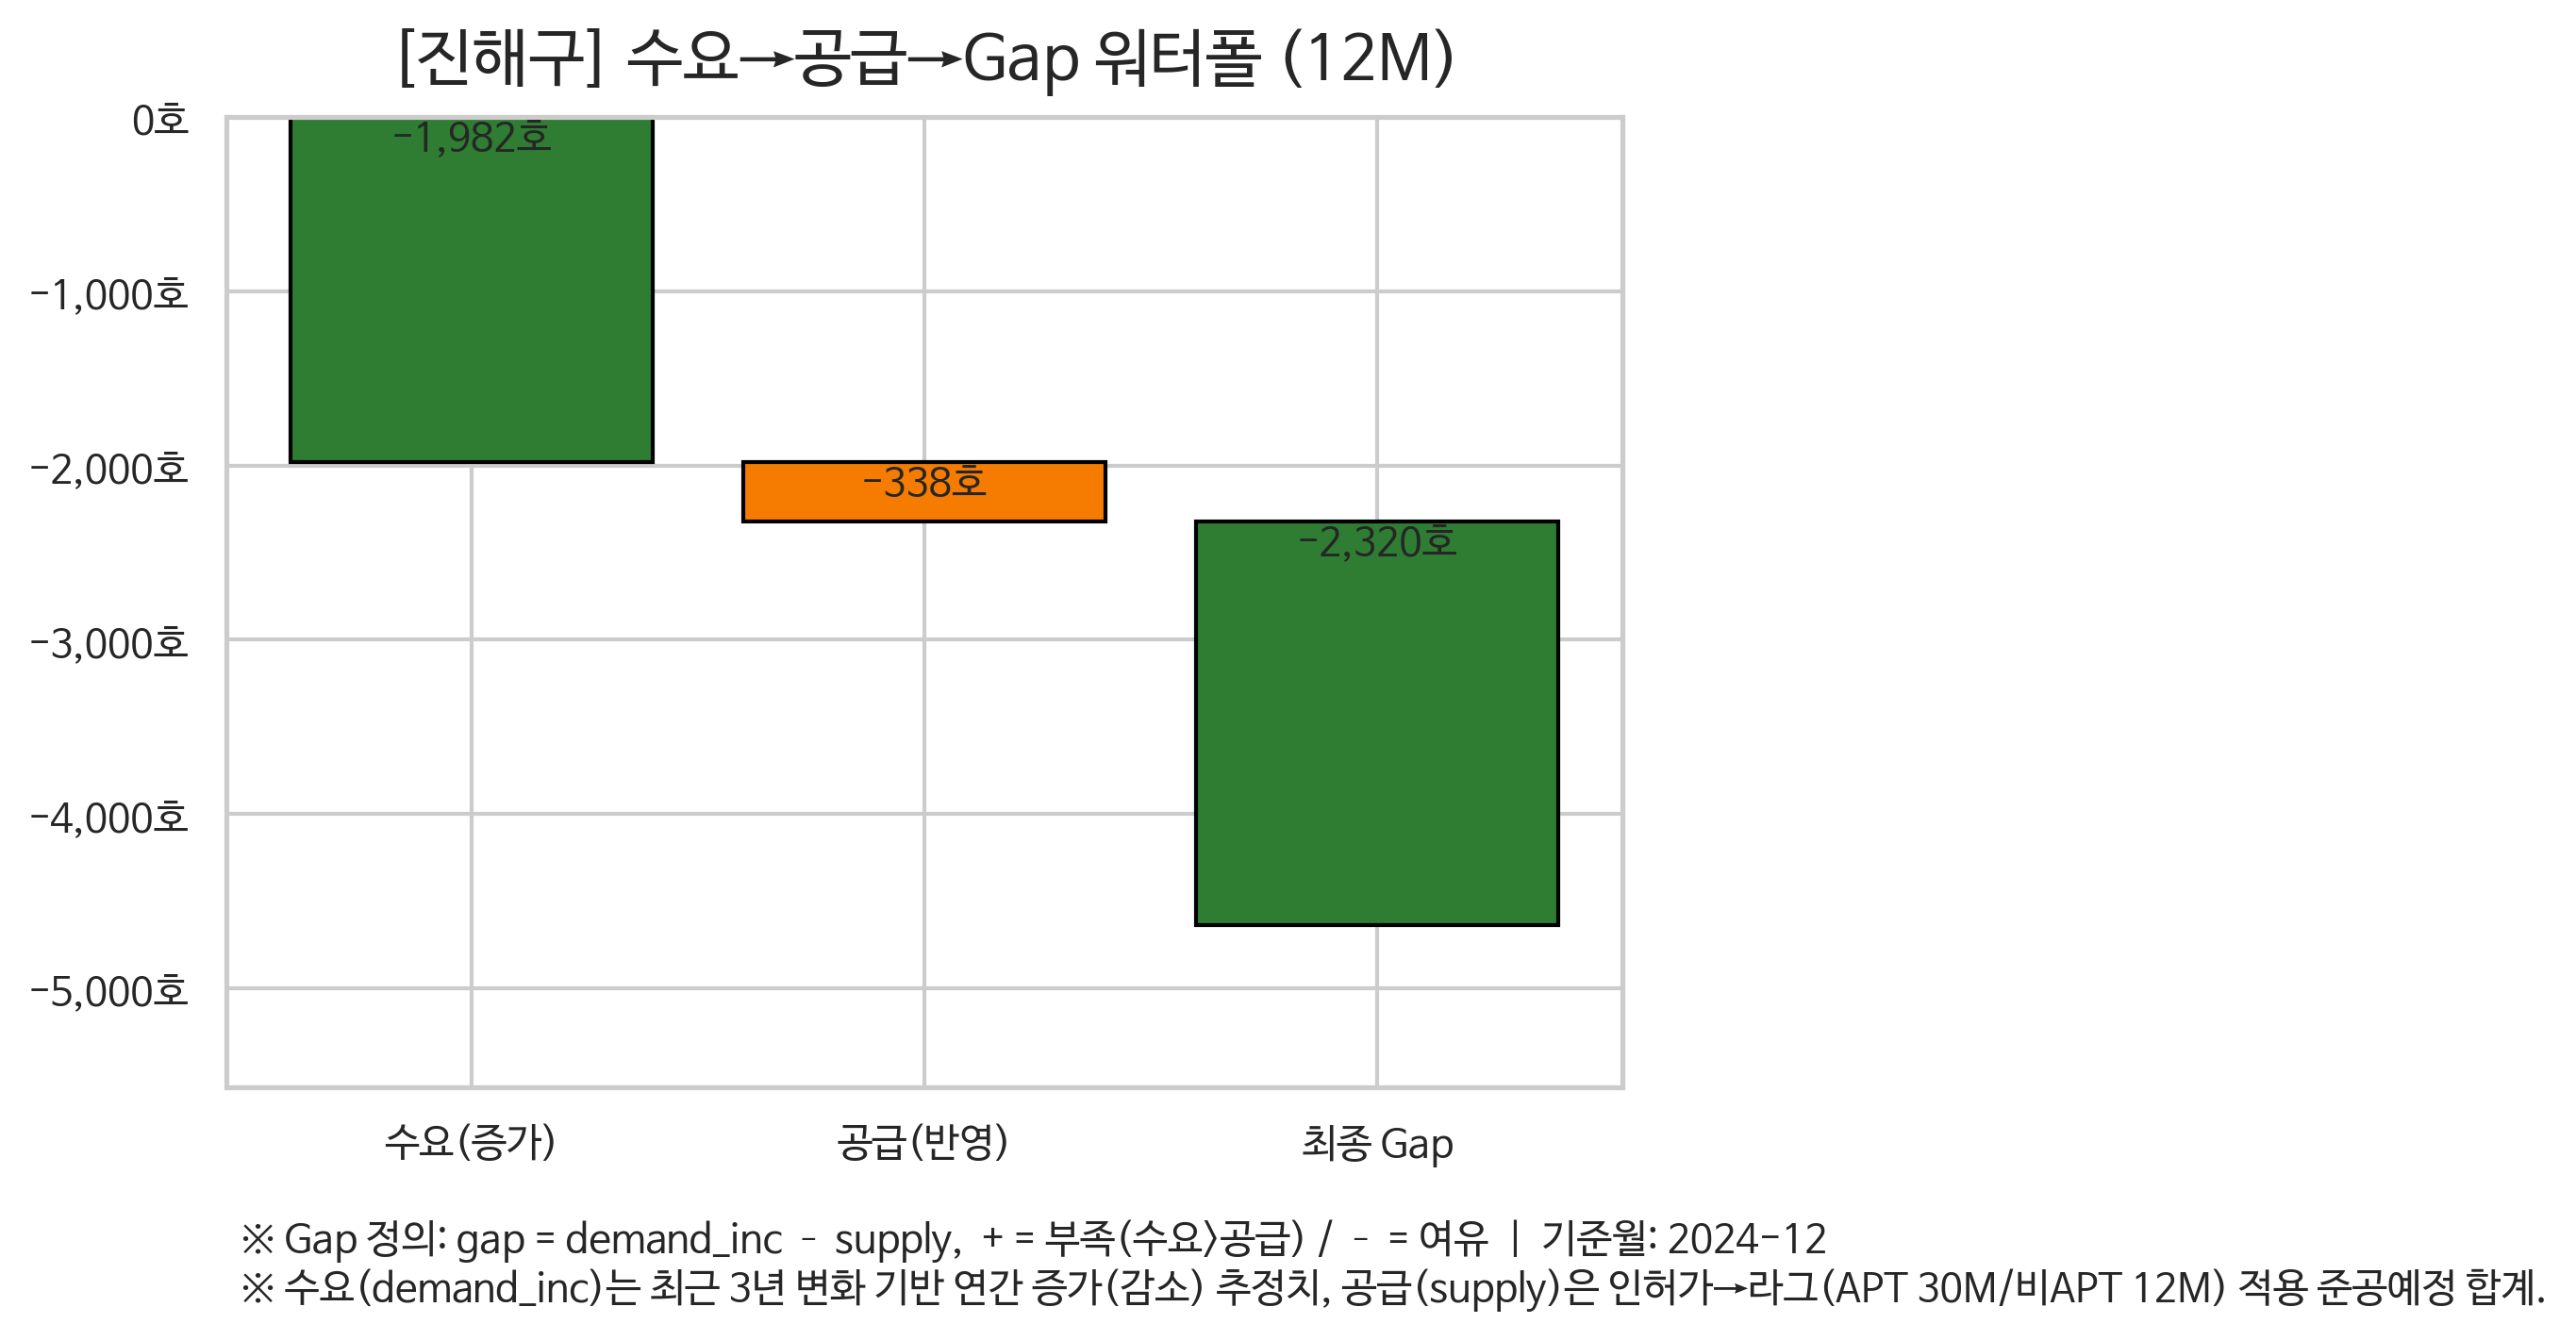 [진해구] 수요→공급→Gap 워터폴 (12M)
0호
-1,000호
-2,000호
-3,000호
-4,000호
-5,000호
-1,982호
-338호
-2,320호
수요(증가)
공급(반영)
최종 Gap
※ Gap 정의: gap = demand_inc - supply, + = 부족(수요>공급) / - = 여유 | 기준월: 2024-12
※ 수요(demand_inc)는 최근 3년 변화 기반 연간 증가(감소) 추정치, 공급(supply)은 인허가→라그(APT 30M/비APT 12M) 적용 준공예정 합계.